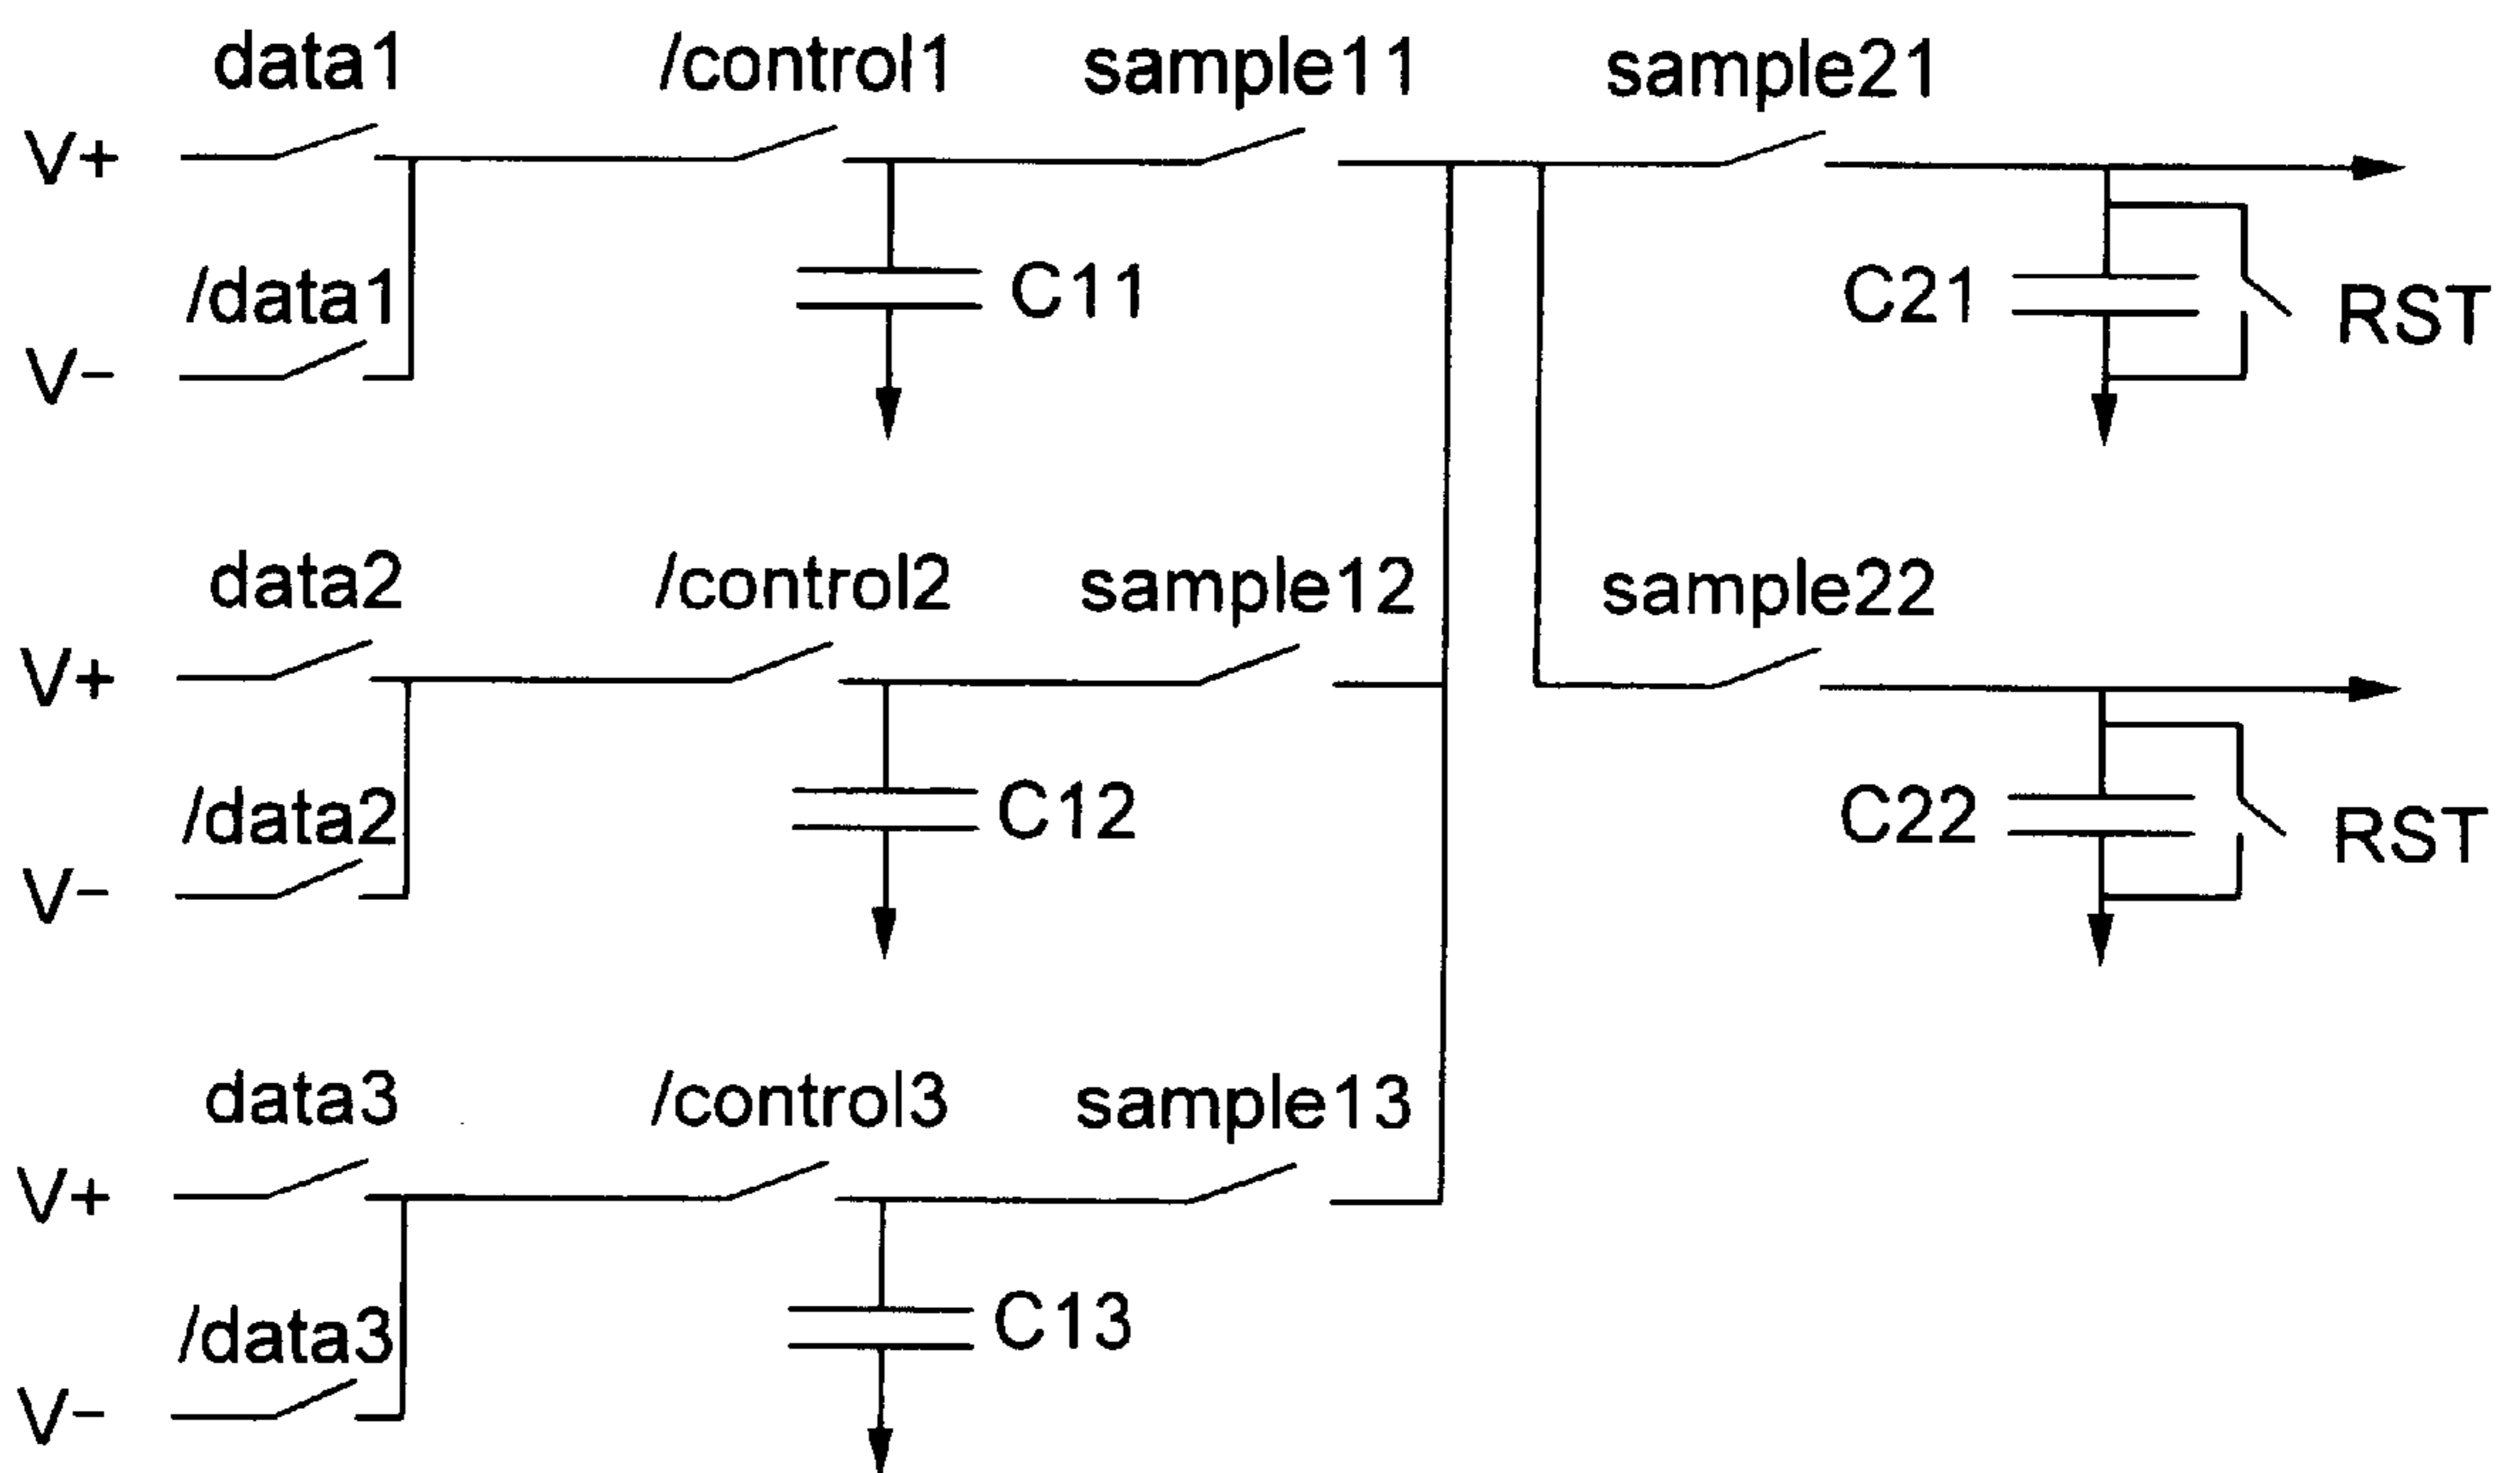 data1 /control1 sample11 sample21
V+
/data1 C11 C21 RST
V−
data2 /control2 sample12 sample22
V+
/data2 C12 C22 RST
V−
data3 /control3 sample13
V+
/data3 C13
V−